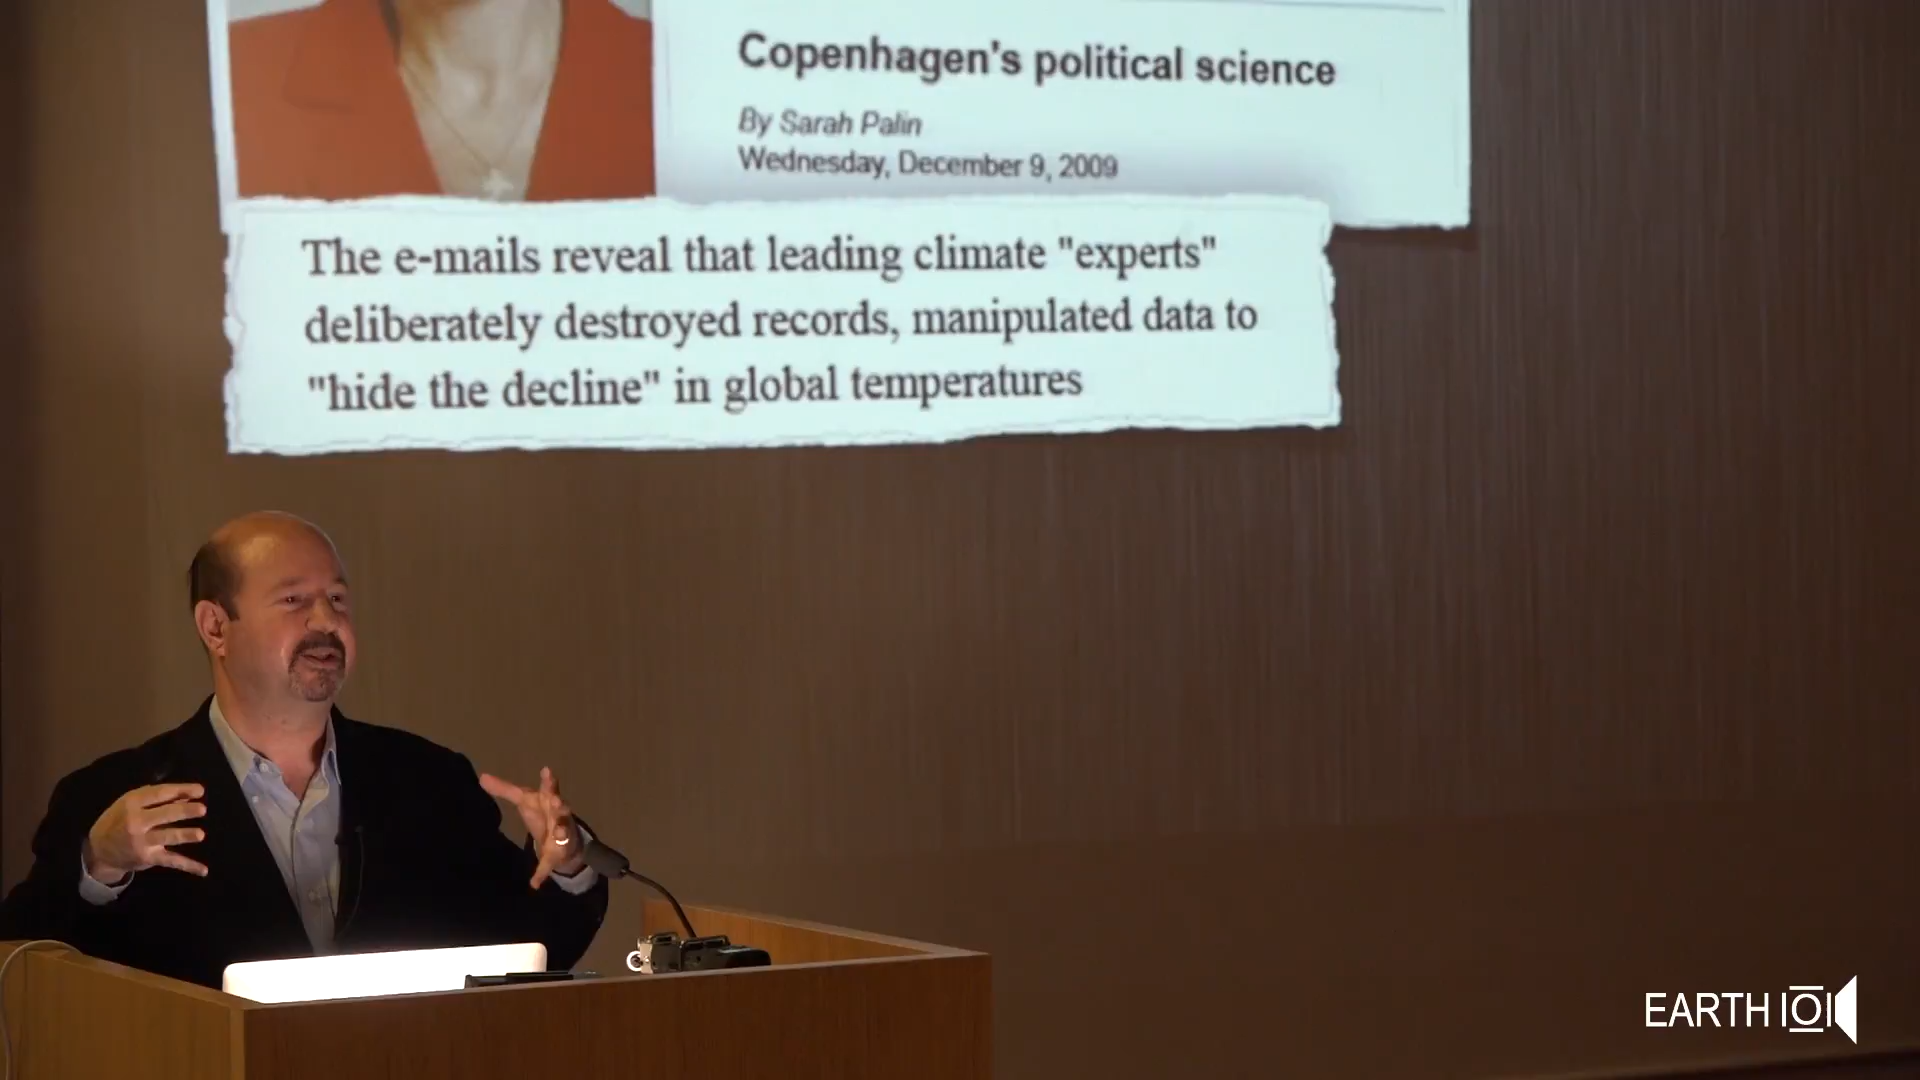 Copenhagen's political science
By Sarah Palin
Wednesday, December 9, 2009
The e-mails reveal that leading climate "experts"
deliberately destroyed records, manipulated data to
"hide the decline" in global temperatures
EARTH 101